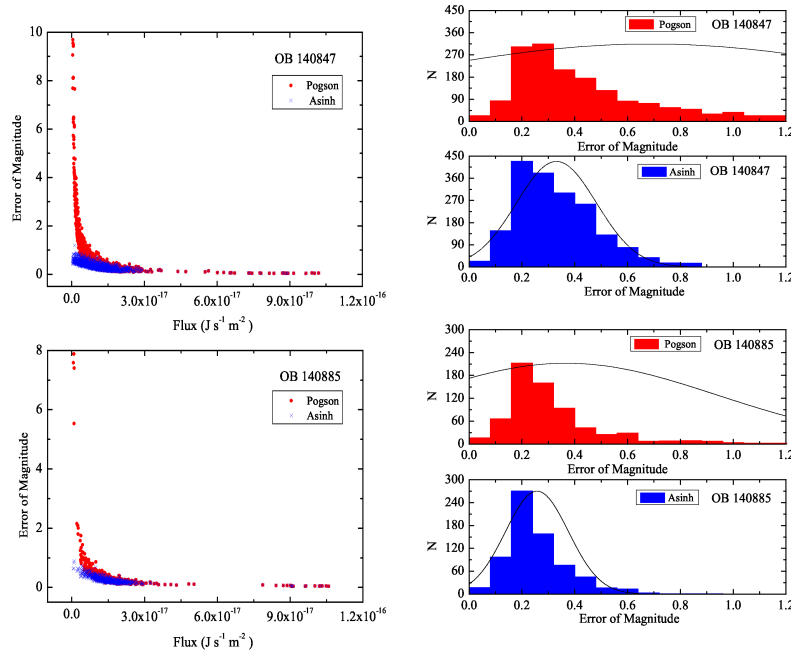 OB 140847
Pogson
Asinh
10
8
6
4
2
0
Error of Magnitude
0.0 3.0x10⁻¹⁷ 6.0x10⁻¹⁷ 9.0x10⁻¹⁷ 1.2x10⁻¹⁶
Flux (J s⁻¹ m⁻² )
Pogson OB 140847
450
360
270
180
90
0
N
0.0 0.2 0.4 0.6 0.8 1.0 1.2
Error of Magnitude
Asinh OB 140847
450
360
270
180
90
0
N
0.0 0.2 0.4 0.6 0.8 1.0 1.2
Error of Magnitude
OB 140885
Pogson
Asinh
8
6
4
2
0
Error of Magnitude
0.0 3.0x10⁻¹⁷ 6.0x10⁻¹⁷ 9.0x10⁻¹⁷ 1.2x10⁻¹⁶
Flux (J s⁻¹ m⁻² )
Pogson OB 140885
300
240
180
120
60
0
N
0.0 0.2 0.4 0.6 0.8 1.0 1.2
Error of Magnitude
Asinh OB 140885
300
240
180
120
60
0
N
0.0 0.2 0.4 0.6 0.8 1.0 1.2
Error of Magnitude